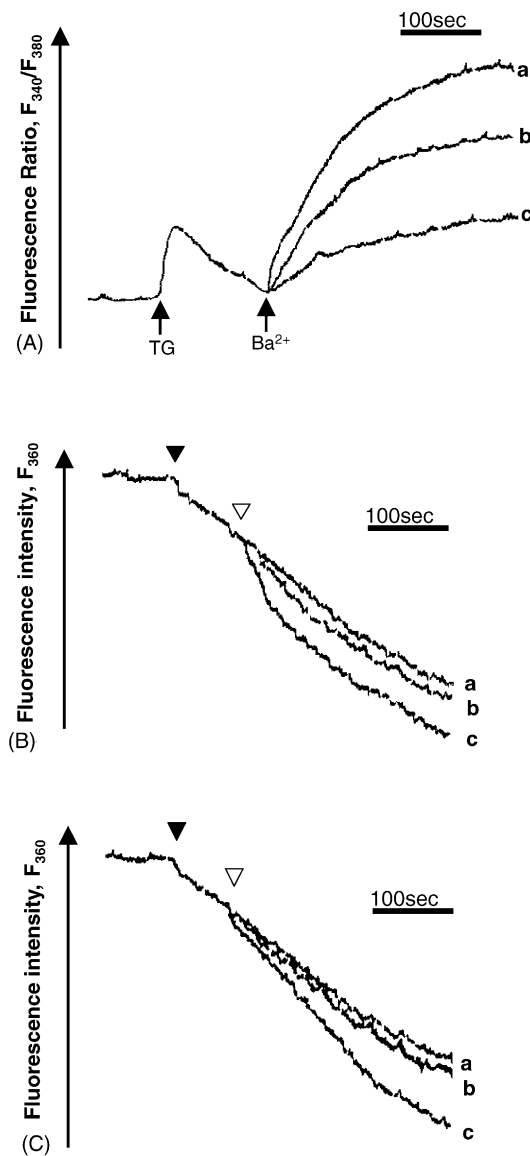 100sec
Fluorescence Ratio, F340/F380
a
b
c
(A)
TG
Ba2+
Fluorescence intensity, F360
100sec
a
b
c
(B)
Fluorescence intensity, F360
100sec
a
b
c
(C)